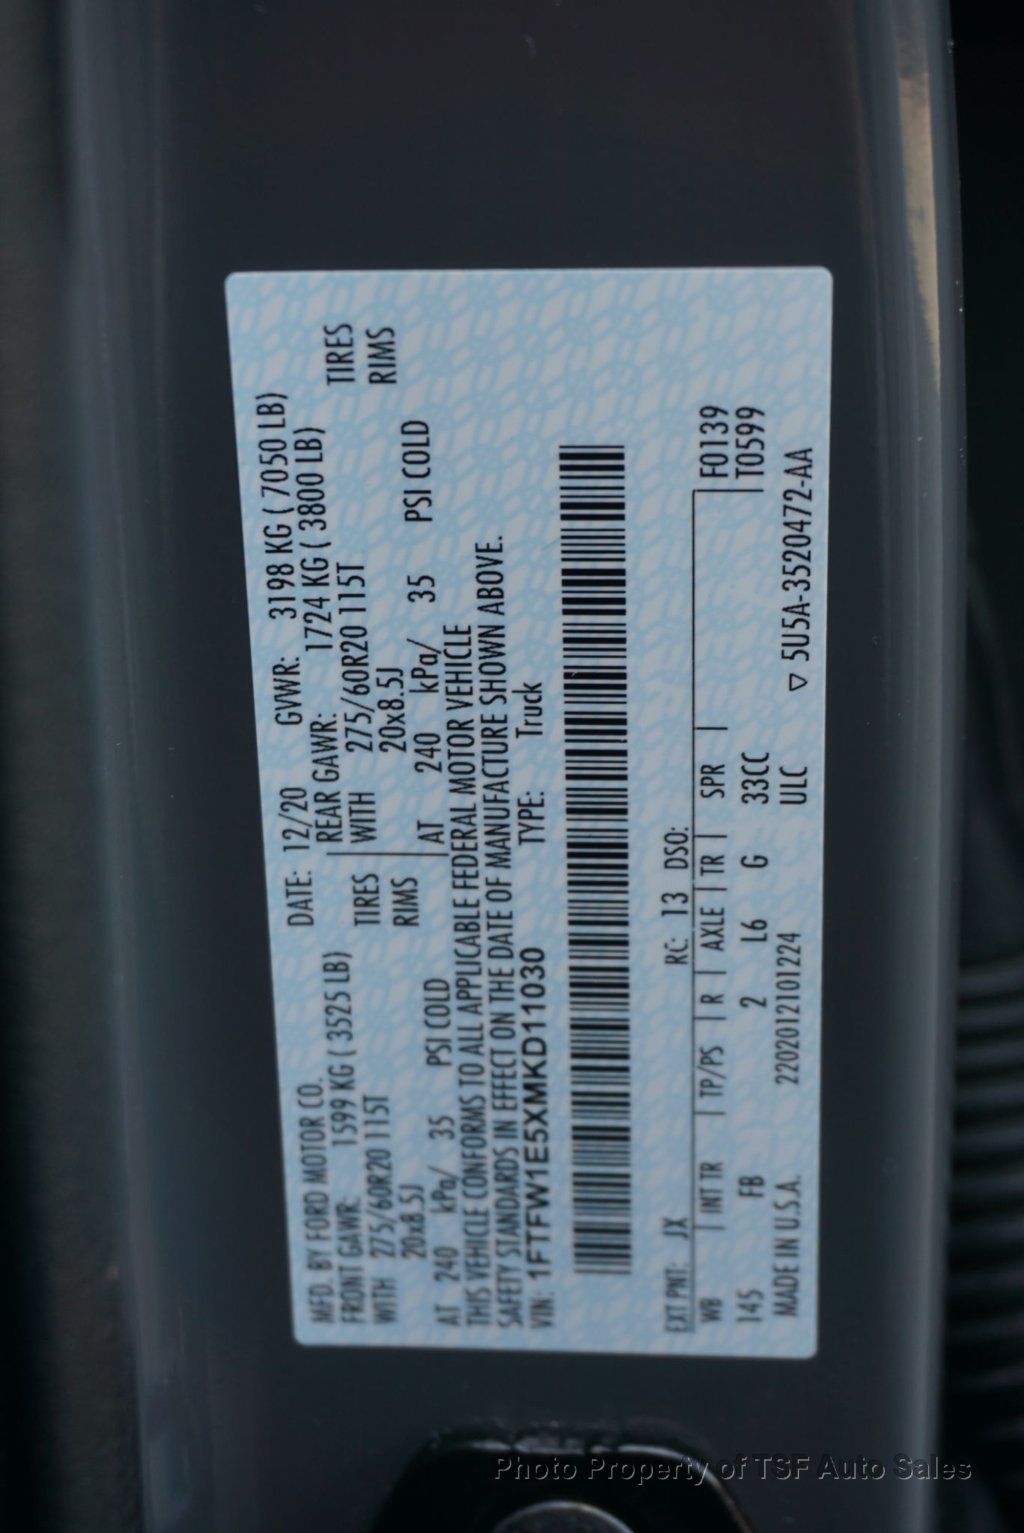 MFD. BY FORD MOTOR CO. DATE: 12/20 GVWR: 3198 KG ( 7050 LB)
FRONT GAWR: 1599 KG ( 3525 LB) REAR GAWR: 1724 KG ( 3800 LB)
WITH 275/60R20 115T TIRES WITH 275/60R20 115T TIRES
20x8.5J RIMS 20x8.5J RIMS
AT 240 kPa/ 35 PSI COLD AT 240 kPa/ 35 PSI COLD
THIS VEHICLE CONFORMS TO ALL APPLICABLE FEDERAL MOTOR VEHICLE
SAFETY STANDARDS IN EFFECT ON THE DATE OF MANUFACTURE SHOWN ABOVE.
VIN: 1FTFW1E5XMKD11030 TYPE: Truck
EXT PNT: JX RC: 13 DSO:
WB | INT TR | TP/PS | R | AXLE | TR | SPR | F0139
145 FB 2 L6 G 33CC T0599
MADE IN U.S.A. 220201210122​4 ULC ▽ 5U5A-3520472-AA
Photo Property of TSF Auto Sales